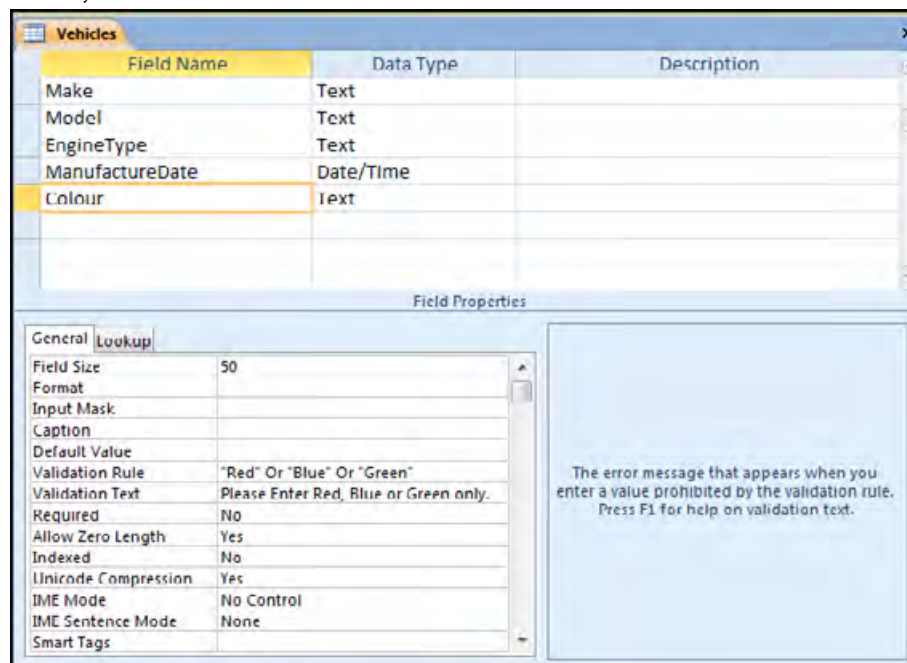 Vehicles
Field Name Data Type Description
Make Text
Model Text
EngineType Text
ManufactureDate Date/Time
Colour Text
Field Properties
General Lookup
Field Size 50
Format
Input Mask
Caption
Default Value
Validation Rule "Red" Or "Blue" Or "Green"
Validation Text Please Enter Red, Blue or Green only.
Required No
Allow Zero Length Yes
Indexed No
Unicode Compression Yes
IME Mode No Control
IME Sentence Mode None
Smart Tags
The error message that appears when you
enter a value prohibited by the validation rule.
Press F1 for help on validation text.